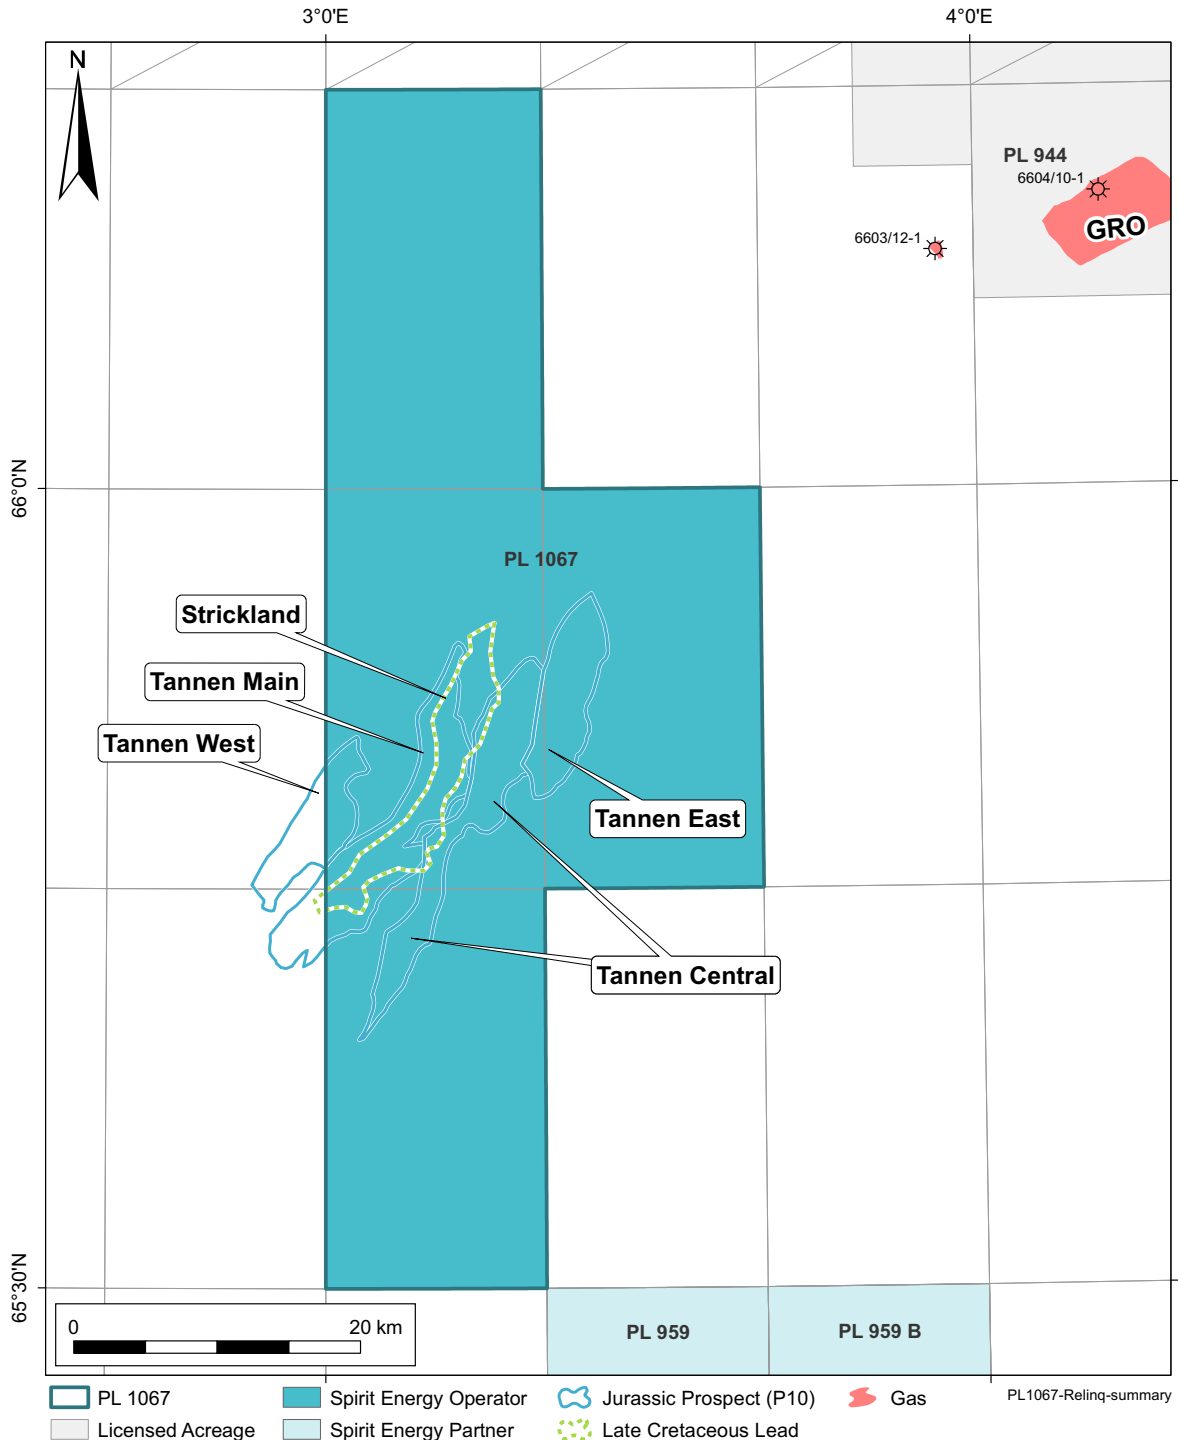 3°0'E
4°0'E
N
PL 944
6604/10-1
GRO
6603/12-1
66°0'N
PL 1067
Strickland
Tannen Main
Tannen West
Tannen East
Tannen Central
65°30'N
0 20 km
PL 959
PL 959 B
PL 1067
Spirit Energy Operator
Jurassic Prospect (P10)
Gas
PL1067-Relinq-summary
Licensed Acreage
Spirit Energy Partner
Late Cretaceous Lead